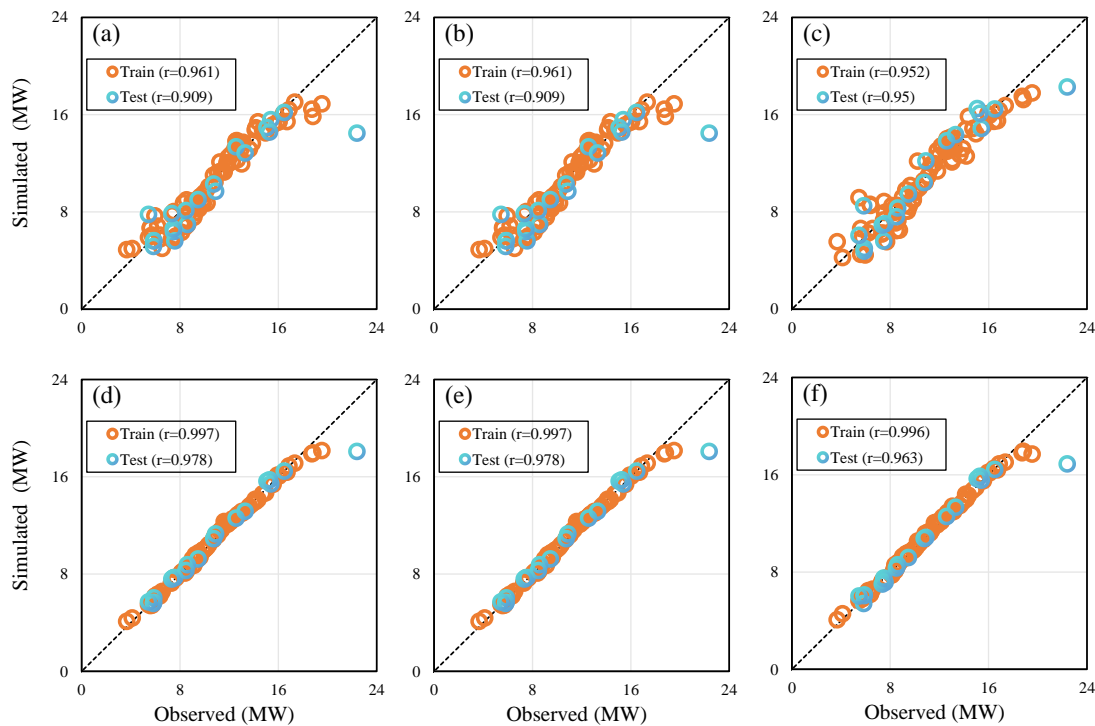 24
(a)
Train (r=0.961)
Test (r=0.909)
16
8
0
0
8
16
24
Simulated (MW)
24
(b)
Train (r=0.961)
Test (r=0.909)
16
8
0
0
8
16
24
24
(c)
Train (r=0.952)
Test (r=0.95)
16
8
0
0
8
16
24
24
(d)
Train (r=0.997)
Test (r=0.978)
16
8
0
0
8
16
24
Simulated (MW)
Observed (MW)
24
(e)
Train (r=0.997)
Test (r=0.978)
16
8
0
0
8
16
24
Observed (MW)
24
(f)
Train (r=0.996)
Test (r=0.963)
16
8
0
0
8
16
24
Observed (MW)